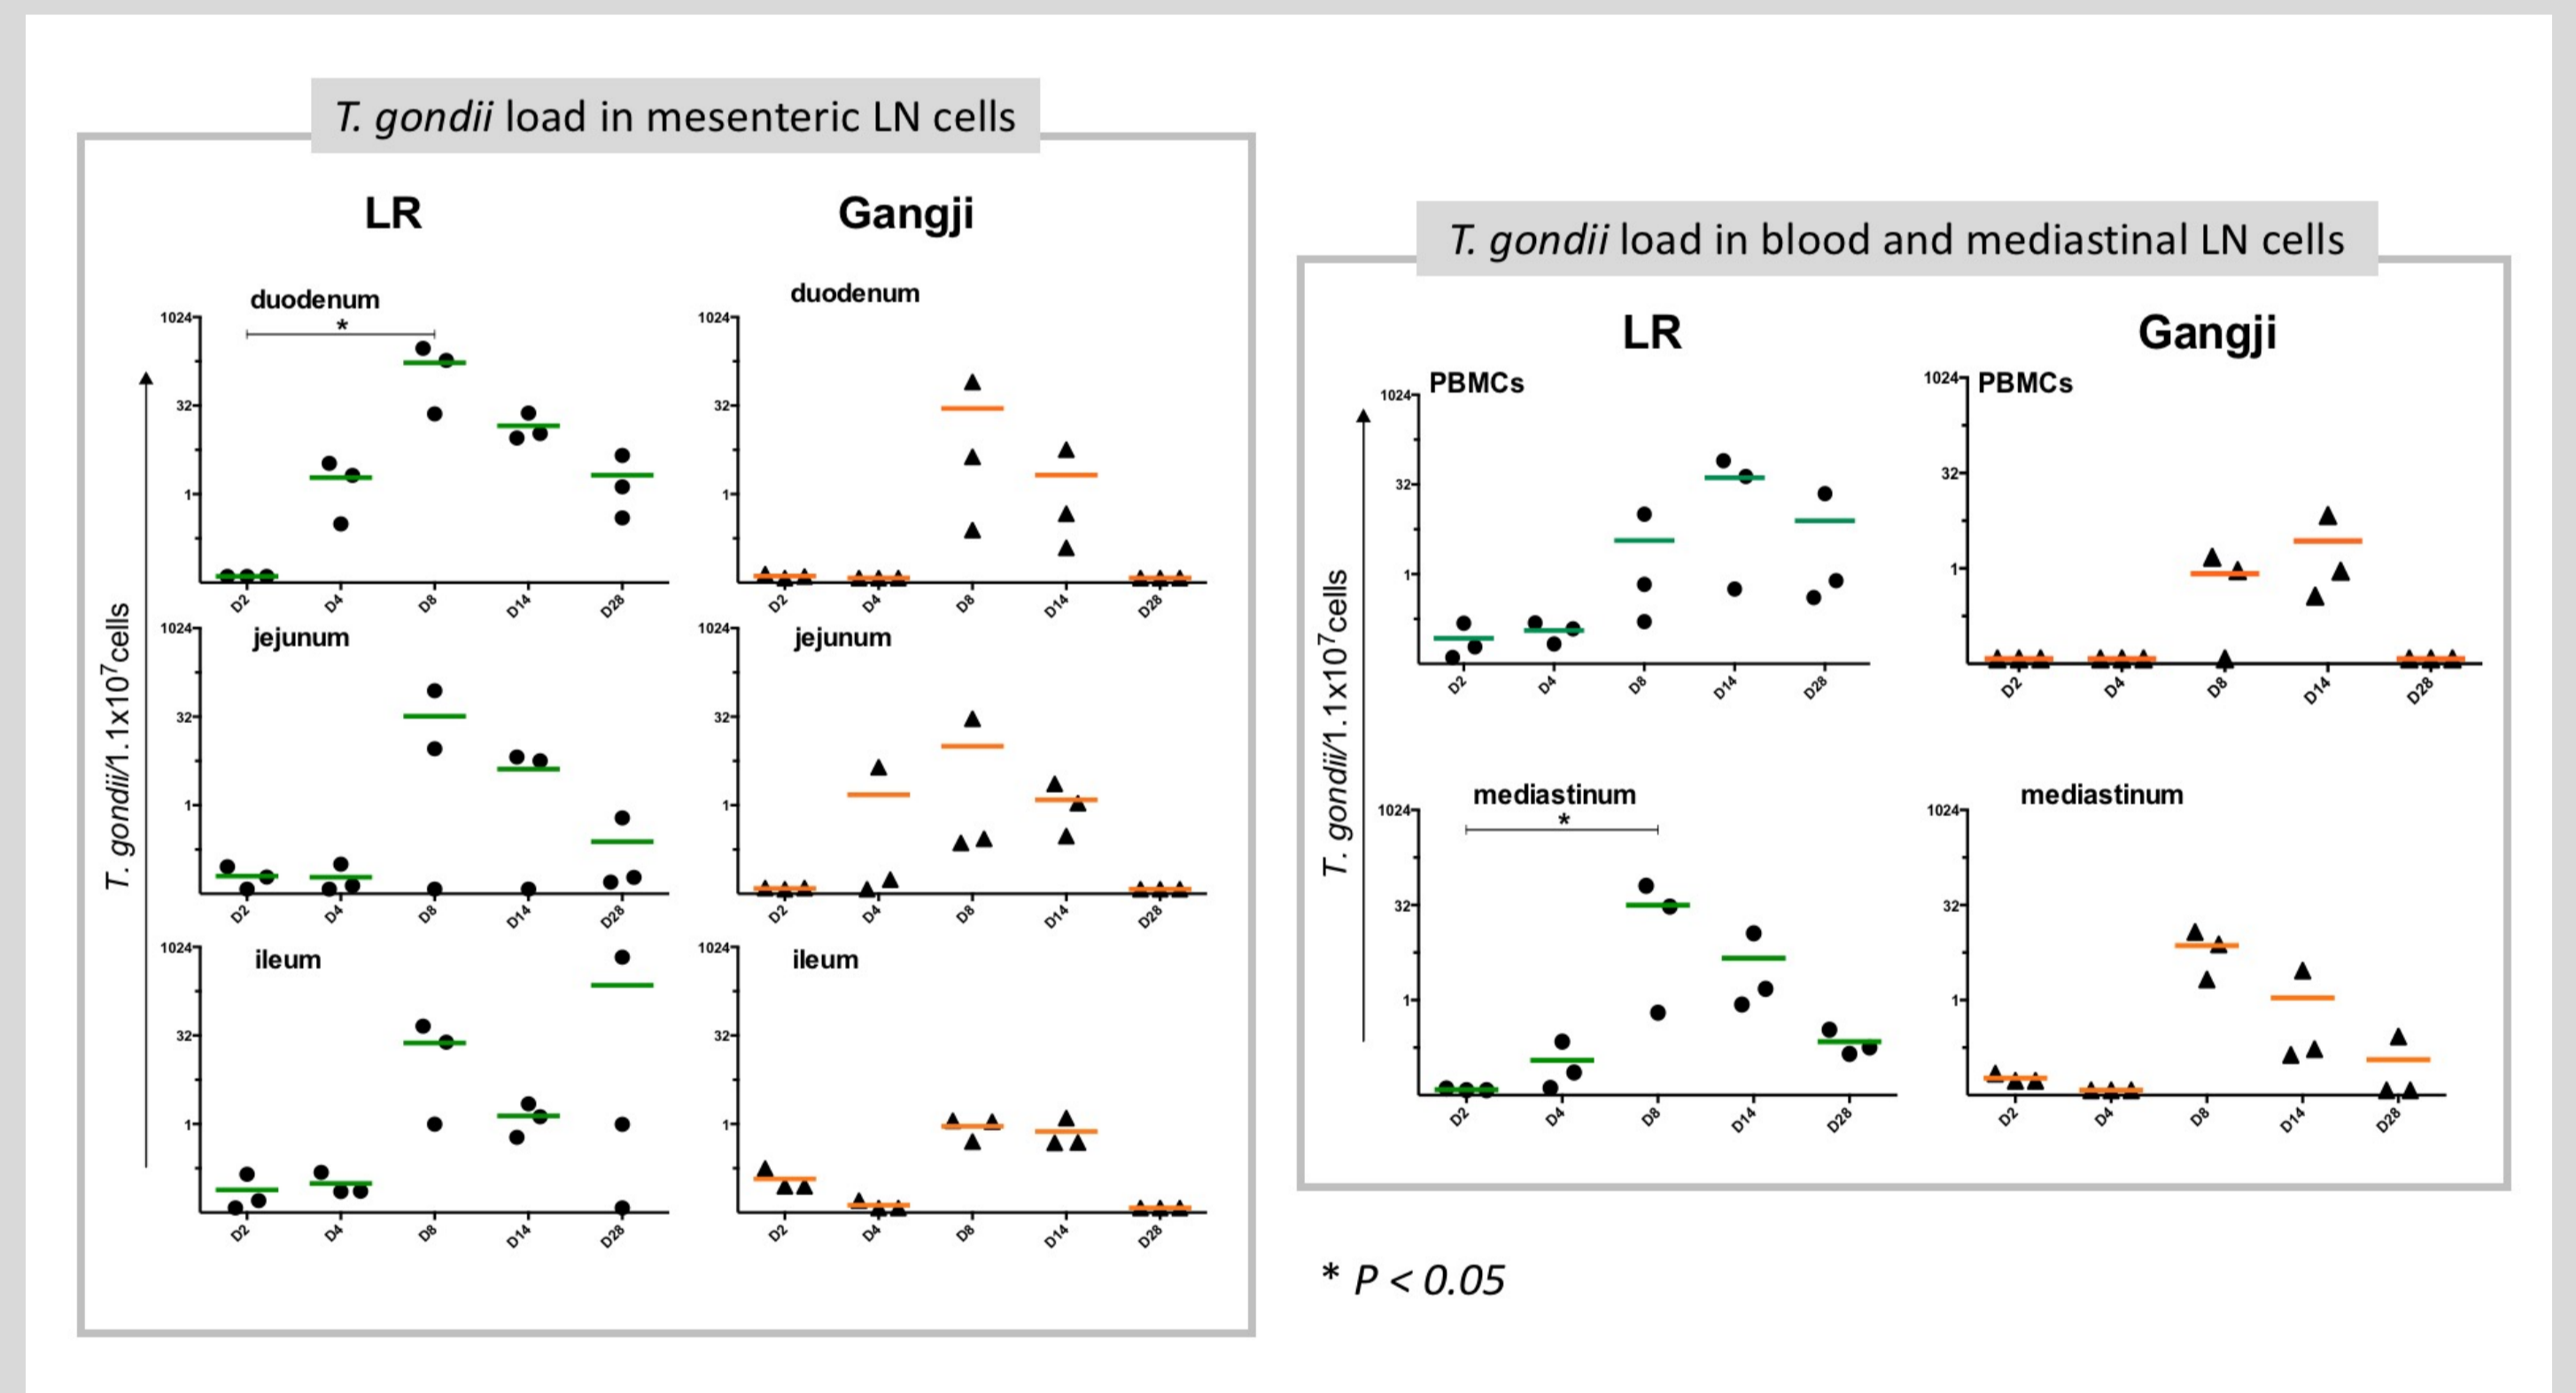 T. gondii load in mesenteric LN cells
LR
Gangji
T. gondii/1.1x10⁷cells
duodenum
*
1024
32
1
D2 D4 D8 D14 D28
duodenum
1024
32
1
D2 D4 D8 D14 D28
jejunum
1024
32
1
D2 D4 D8 D14 D28
jejunum
1024
32
1
D2 D4 D8 D14 D28
ileum
1024
32
1
D2 D4 D8 D14 D28
ileum
1024
32
1
D2 D4 D8 D14 D28
T. gondii load in blood and mediastinal LN cells
LR
Gangji
T. gondii/1.1x10⁷cells
PBMCs
1024
32
1
D2 D4 D8 D14 D28
PBMCs
1024
32
1
D2 D4 D8 D14 D28
mediastinum
*
1024
32
1
D2 D4 D8 D14 D28
mediastinum
1024
32
1
D2 D4 D8 D14 D28
* P < 0.05